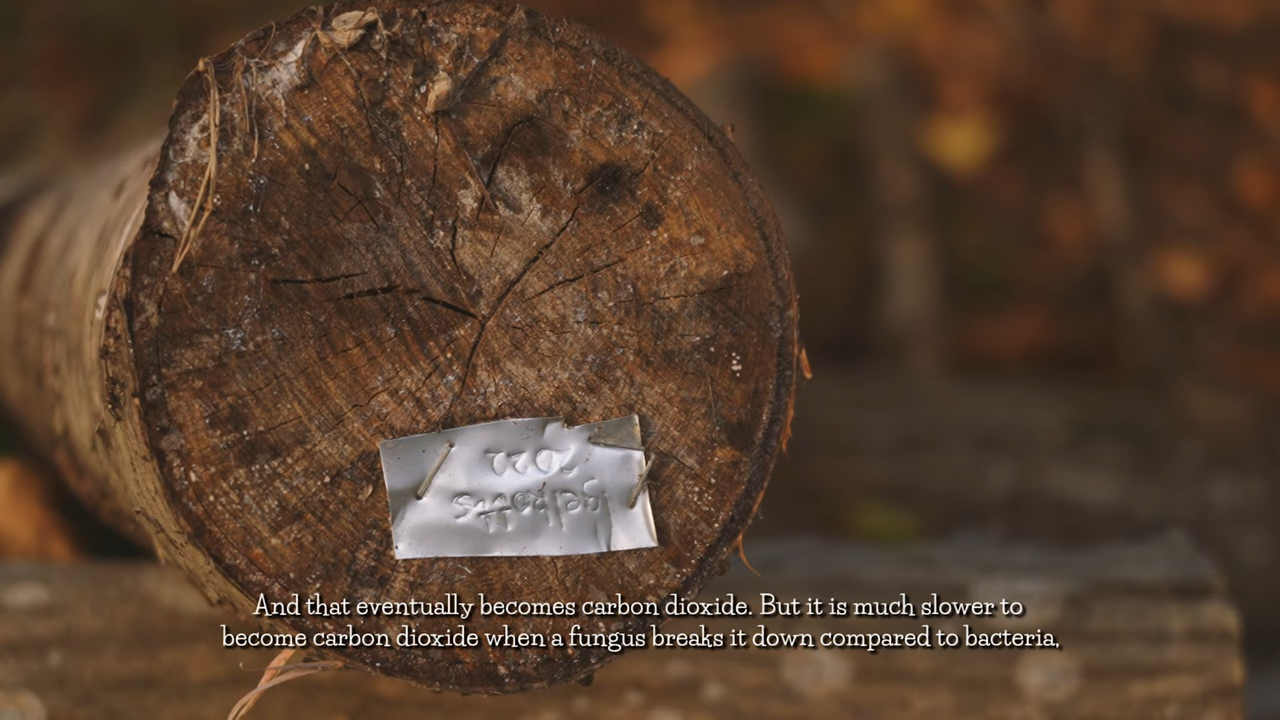 2022
And that eventually becomes carbon dioxide. But it is much slower to
become carbon dioxide when a fungus breaks it down compared to bacteria,